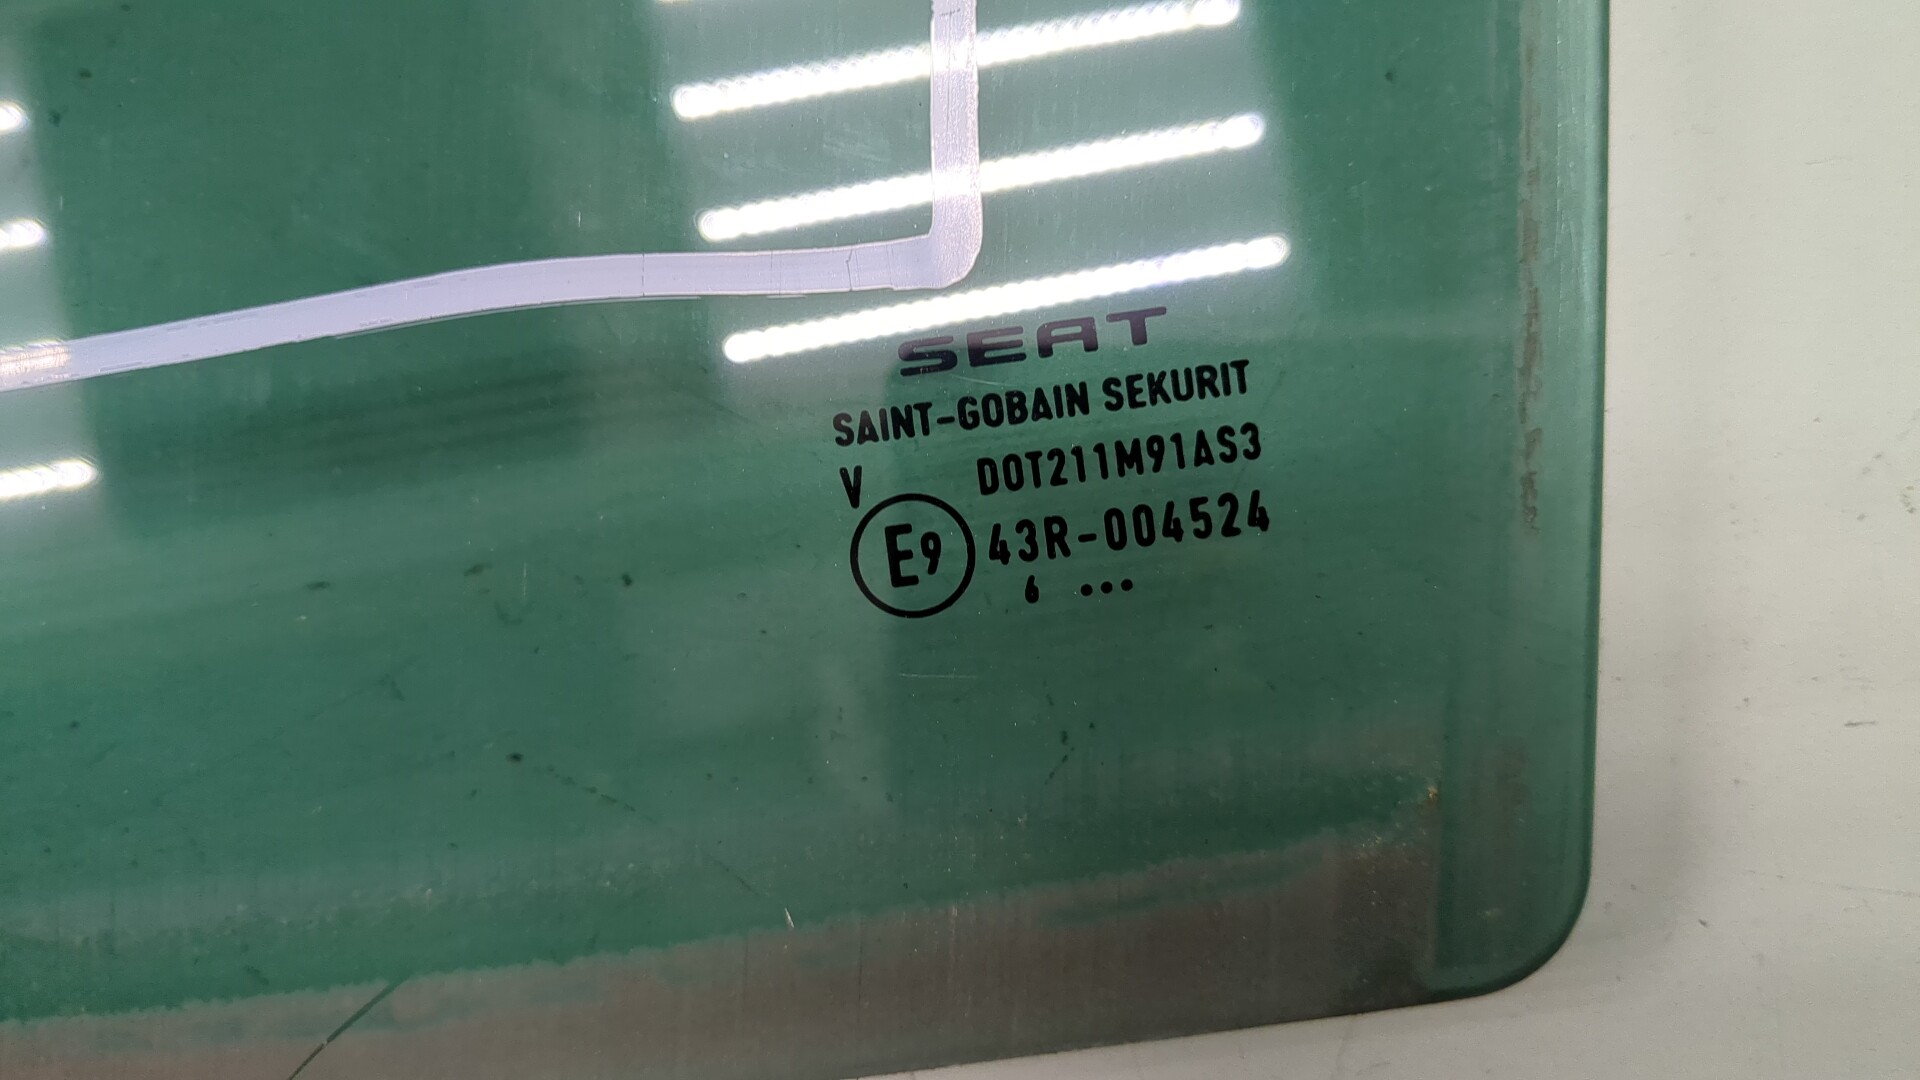 SEAT
SAINT-GOBAIN SEKURIT
V DOT211M91AS3
E9 43R-004524
6 •••